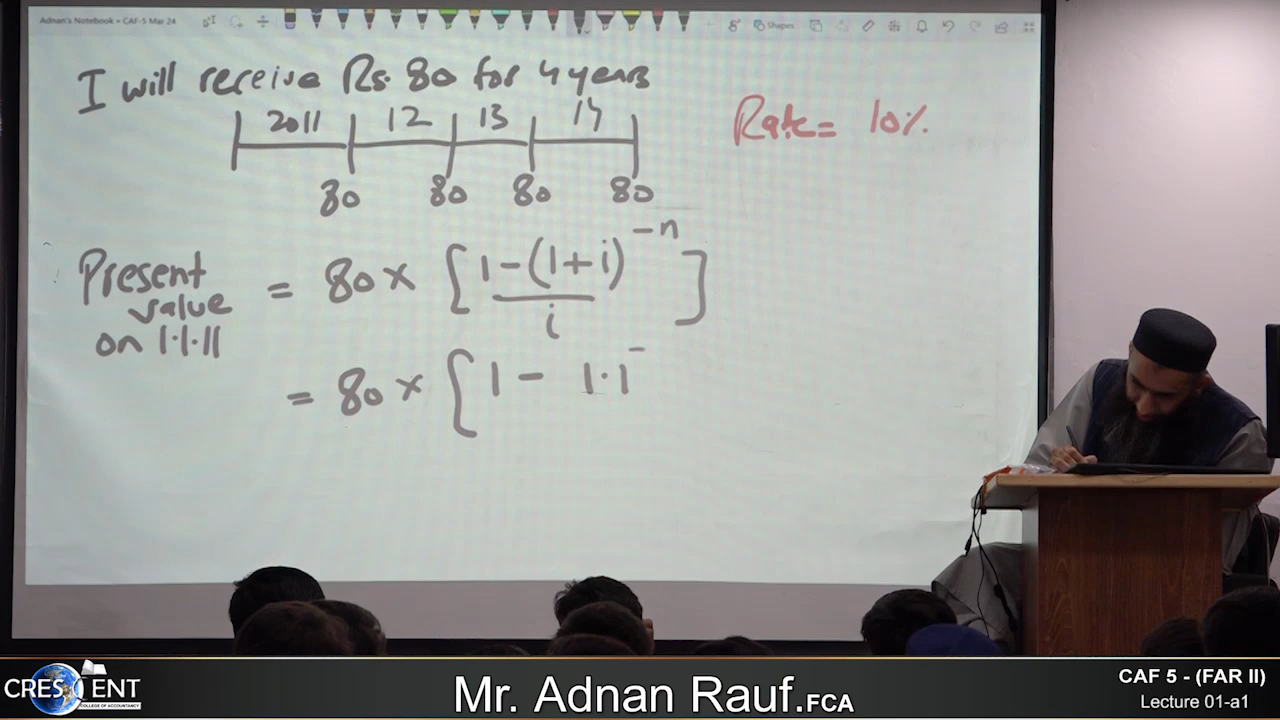 Adnan's Notebook » CAF-5 Mar 24
Shapes
I will receive Rs. 80 for 4 years
2011 12 13 14
Rate = 10%.
80 80 80 80
Present value on 1.1.11 = 80 × [1-(1+i)^-n / i]
= 80 × [1 - 1.1^-
CRESCENT
COLLEGE OF ACCOUNTANCY
Mr. Adnan Rauf.FCA
CAF 5 - (FAR II)
Lecture 01-a1